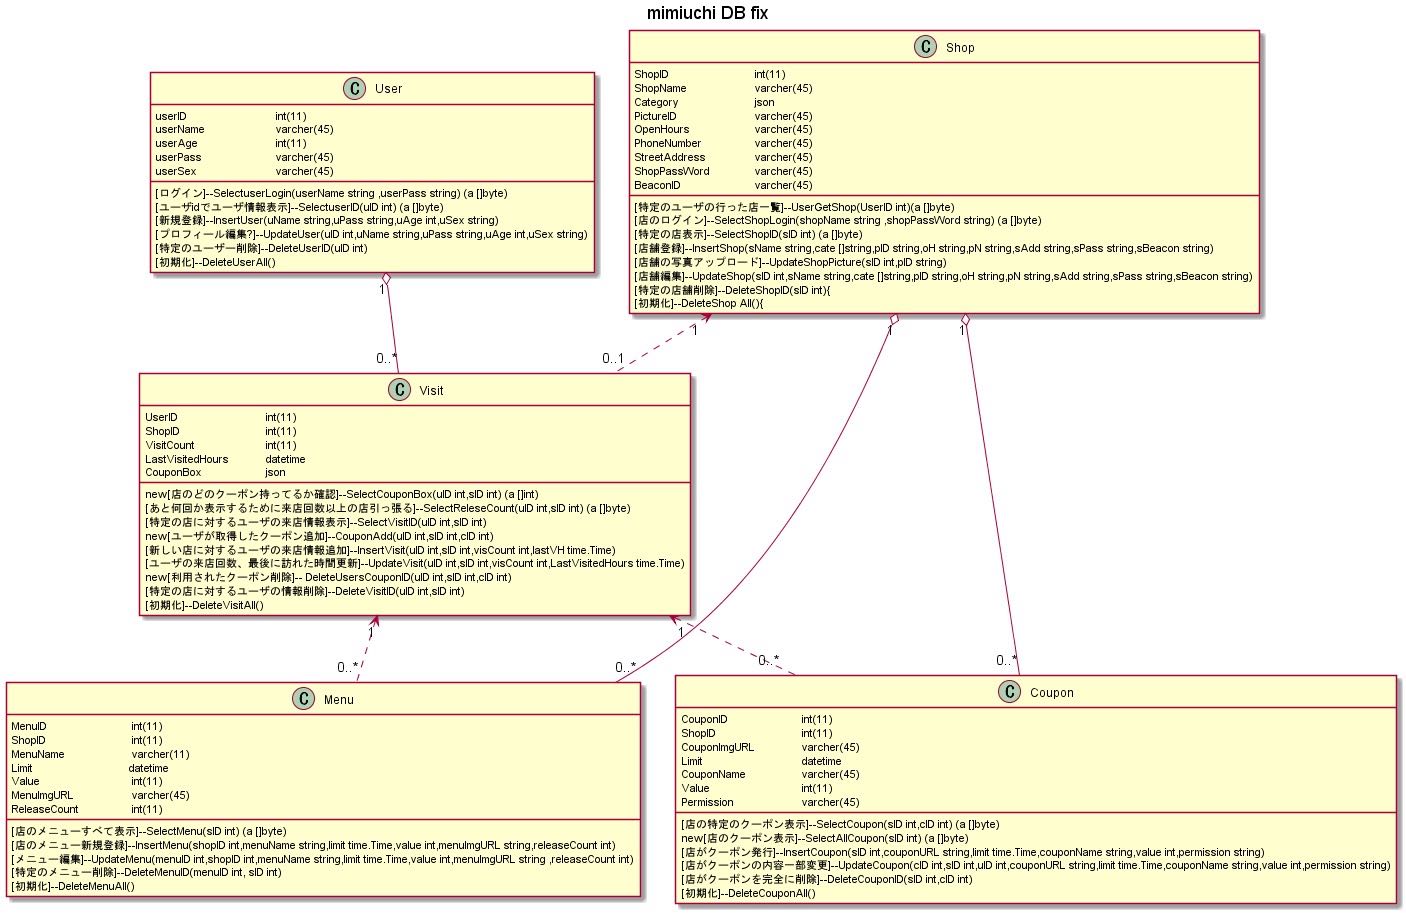 mimiuchi DB fix
C Shop
ShopID int(11)
ShopName varchar(45)
Category json
PictureID varchar(45)
OpenHours varchar(45)
PhoneNumber varchar(45)
StreetAddress varchar(45)
ShopPassWord varchar(45)
BeaconID varchar(45)
[特定のユーザの行った店一覧]--UserGetShop(UserID int)(a []byte)
[店のログイン]--SelectShopLogin(shopName string ,shopPassWord string) (a []byte)
[特定の店表示]--SelectShopID(sID int) (a []byte)
[店舗登録]--InsertShop(sName string,cate []string,pID string,oH string,pN string,sAdd string,sPass string,sBeacon string)
[店舗の写真アップロード]--UpdateShopPicture(sID int,pID string)
[店舗編集]--UpdateShop(sID int,sName string,cate []string,pID string,oH string,pN string,sAdd string,sPass string,sBeacon string)
[特定の店舗削除]--DeleteShopID(sID int){
[初期化]--DeleteShop All(){
C User
userID int(11)
userName varchar(45)
userAge int(11)
userPass varchar(45)
userSex varchar(45)
[ログイン]--SelectuserLogin(userName string ,userPass string) (a []byte)
[ユーザidでユーザ情報表示]--SelectuserID(uID int) (a []byte)
[新規登録]--InsertUser(uName string,uPass string,uAge int,uSex string)
[プロフィール編集?]--UpdateUser(uID int,uName string,uPass string,uAge int,uSex string)
[特定のユーザー削除]--DeleteUserID(uID int)
[初期化]--DeleteUserAll()
1
1
1
1
0..*
0..1
C Visit
UserID int(11)
ShopID int(11)
VisitCount int(11)
LastVisitedHours datetime
CouponBox json
new[店のどのクーポン持ってるか確認]--SelectCouponBox(uID int,sID int) (a []int)
[あと何回か表示するために来店回数以上の店引っ張る]--SelectReleseCount(uID int,sID int) (a []byte)
[特定の店に対するユーザの来店情報表示]--SelectVisitID(uID int,sID int)
new[ユーザが取得したクーポン追加]--CouponAdd(uID int,sID int,cID int)
[新しい店に対するユーザの来店情報追加]--InsertVisit(uID int,sID int,visCount int,lastVH time.Time)
[ユーザの来店回数、最後に訪れた時間更新]--UpdateVisit(uID int,sID int,visCount int,LastVisitedHours time.Time)
new[利用されたクーポン削除]-- DeleteUsersCouponID(uID int,sID int,cID int)
[特定の店に対するユーザの情報削除]--DeleteVisitID(uID int,sID int)
[初期化]--DeleteVisitAll()
1
1
0..*
0..*
0..*
0..*
C Menu
MenuID int(11)
ShopID int(11)
MenuName varchar(11)
Limit datetime
Value int(11)
MenuImgURL varchar(45)
ReleaseCount int(11)
[店のメニューすべて表示]--SelectMenu(sID int) (a []byte)
[店のメニュー新規登録]--InsertMenu(shopID int,menuName string,limit time.Time,value int,menuImgURL string,releaseCount int)
[メニュー編集]--UpdateMenu(menuID int,shopID int,menuName string,limit time.Time,value int,menuImgURL string ,releaseCount int)
[特定のメニュー削除]--DeleteMenuID(menuID int, sID int)
[初期化]--DeleteMenuAll()
C Coupon
CouponID int(11)
ShopID int(11)
CouponImgURL varchar(45)
Limit datetime
CouponName varchar(45)
Value int(11)
Permission varchar(45)
[店の特定のクーポン表示]--SelectCoupon(sID int,cID int) (a []byte)
new[店のクーポン表示]--SelectAllCoupon(sID int) (a []byte)
[店がクーポン発行]--InsertCoupon(sID int,couponURL string,limit time.Time,couponName string,value int,permission string)
[店がクーポンの内容一部変更]--UpdateCoupon(cID int,sID int,uID int,couponURL string,limit time.Time,couponName string,value int,permission string)
[店がクーポンを完全に削除]--DeleteCouponID(sID int,cID int)
[初期化]--DeleteCouponAll()